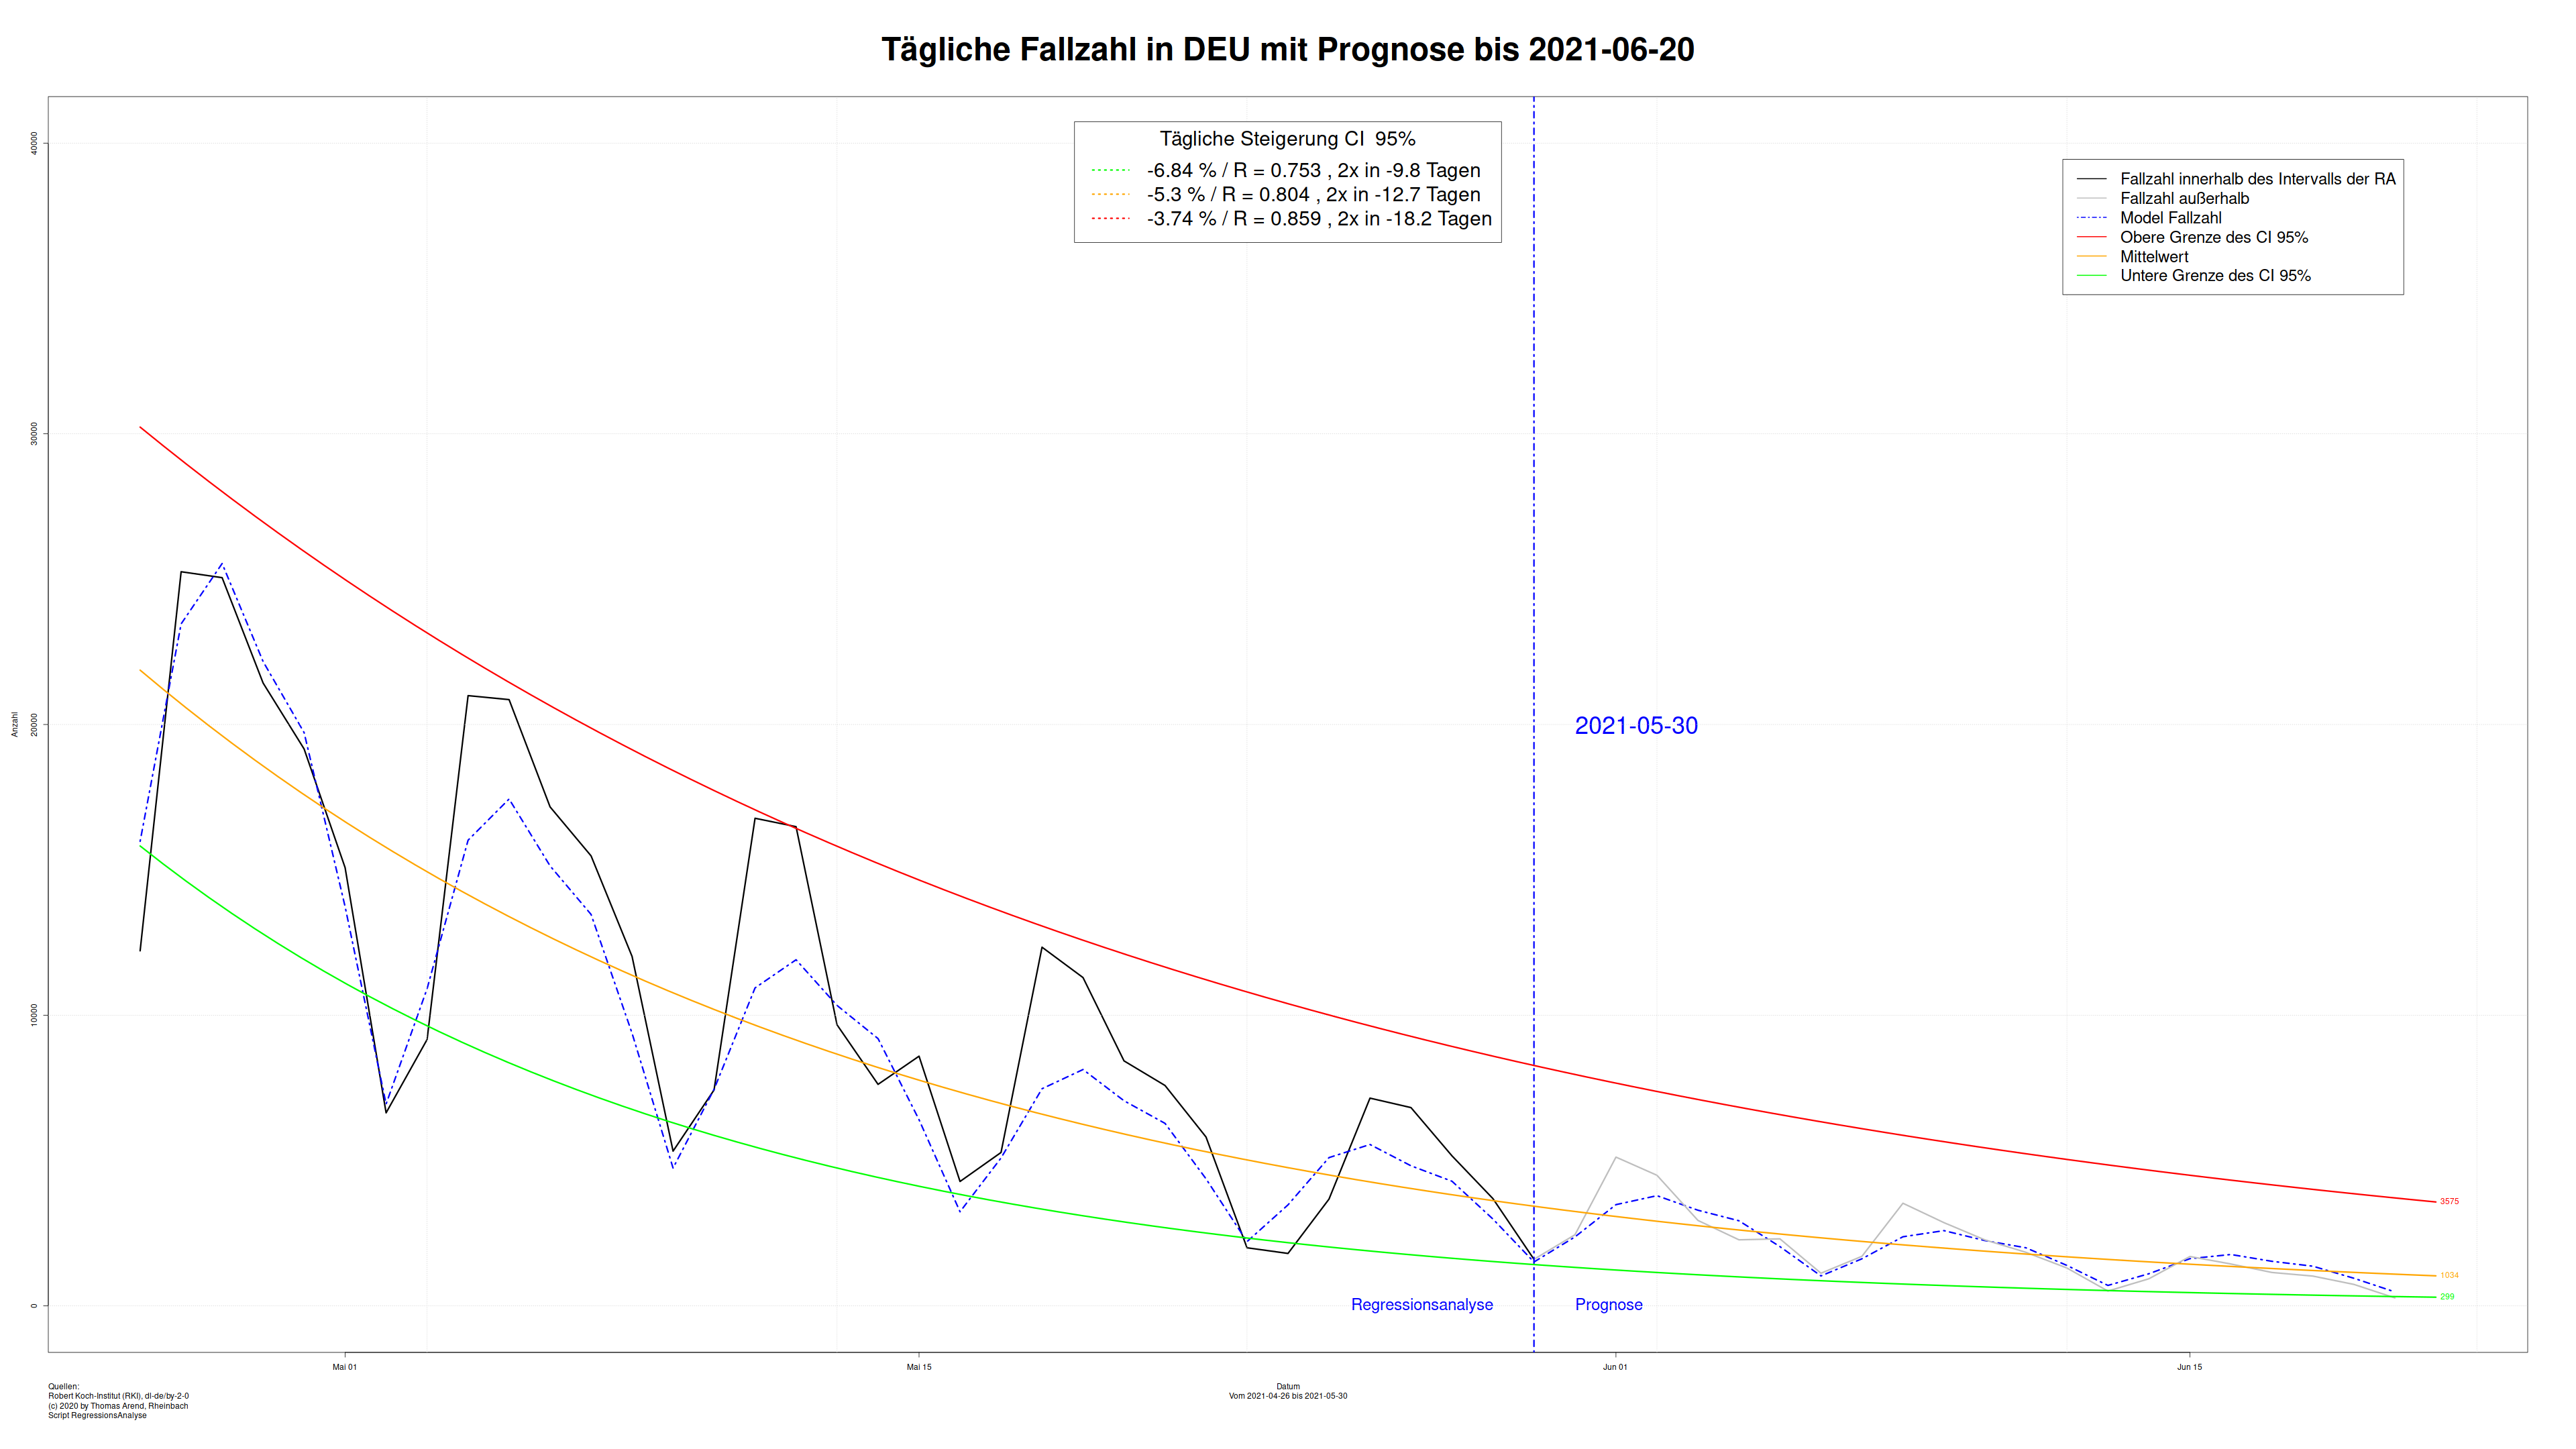 Tägliche Fallzahl in DEU mit Prognose bis 2021-06-20
Tägliche Steigerung CI  95%
-6.84 % / R = 0.753 , 2x in -9.8 Tagen
-5.3 % / R = 0.804 , 2x in -12.7 Tagen
-3.74 % / R = 0.859 , 2x in -18.2 Tagen
Fallzahl innerhalb des Intervalls der RA
Fallzahl außerhalb
Model Fallzahl
Obere Grenze des CI 95%
Mittelwert
Untere Grenze des CI 95%
40000
30000
20000
10000
0
Anzahl
2021-05-30
3575
1034
299
Regressionsanalyse
Prognose
Mai 01
Mai 15
Jun 01
Jun 15
Datum
Vom 2021-04-26 bis 2021-05-30
Quellen:
Robert Koch-Institut (RKI), dl-de/by-2-0
(c) 2020 by Thomas Arend, Rheinbach
Script RegressionsAnalyse